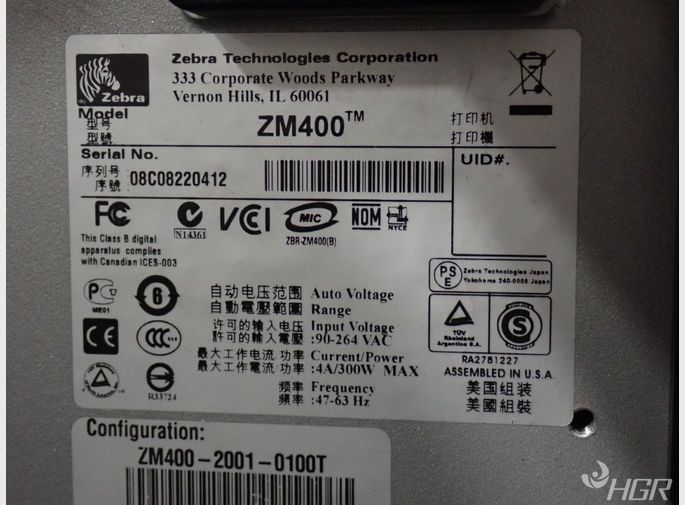 Zebra
Zebra Technologies Corporation
333 Corporate Woods Parkway
Vernon Hills, IL 60061
Model
型号
型號
ZM400™
打印机
打印機
Serial No.
序列号
序號
08C08220412
UID#.
FC
N14361
VCCI
MIC
ZBR-ZM400(B)
NOM
NYCE
This Class B digital
apparatus complies
with Canadian ICES-003
PS
E
Zebra Technologies Japan
Yokohama 240-0005 Japan
ME01
自动电压范围 Auto Voltage
自動電壓範圍 Range
许可的输入电压 Input Voltage
許可的輸入電壓 :90-264 VAC
最大工作电流 功率 Current/Power
最大工作電流 功率 :4A/300W MAX
频率 Frequency
頻率 :47-63 Hz
CE
CCC
TÜV
Rheinland
Argentina S.A.
S
RA2781227
ASSEMBLED IN U.S.A.
美国组装
美國組裝
R33724
Configuration:
ZM400-2001-0100T
HGR